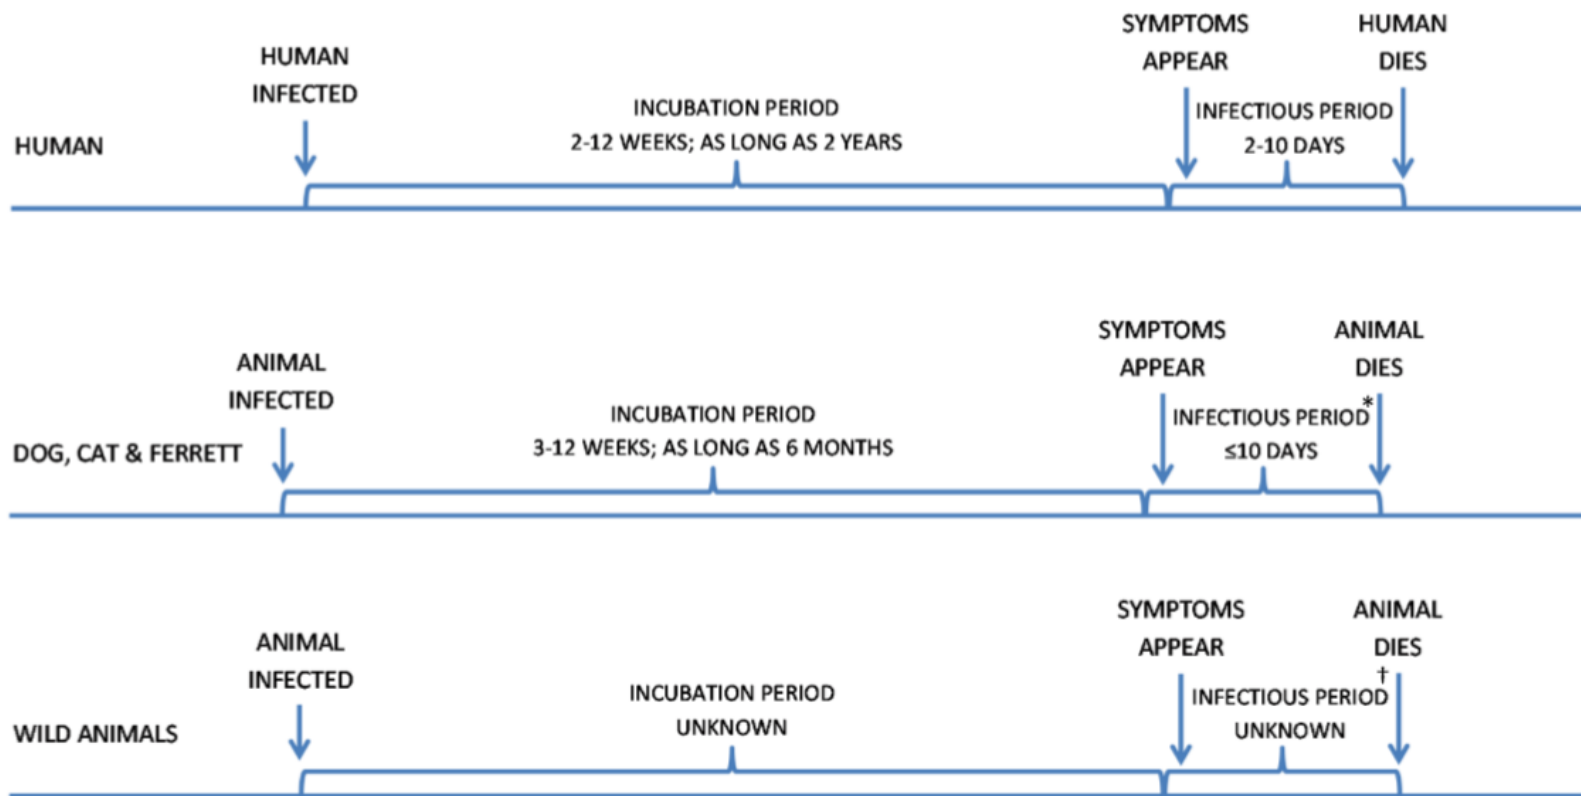 HUMAN
INFECTED
SYMPTOMS
APPEAR
HUMAN
DIES
HUMAN
INCUBATION PERIOD
2-12 WEEKS; AS LONG AS 2 YEARS
INFECTIOUS PERIOD
2-10 DAYS
ANIMAL
INFECTED
SYMPTOMS
APPEAR
ANIMAL
DIES
DOG, CAT & FERRETT
INCUBATION PERIOD
3-12 WEEKS; AS LONG AS 6 MONTHS
INFECTIOUS PERIOD*
≤10 DAYS
ANIMAL
INFECTED
SYMPTOMS
APPEAR
ANIMAL
DIES
WILD ANIMALS
INCUBATION PERIOD
UNKNOWN
INFECTIOUS PERIOD†
UNKNOWN